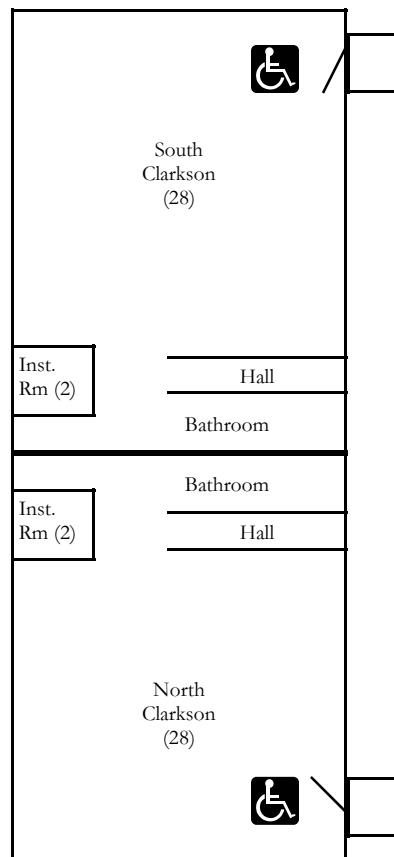 South
Clarkson
(28)
Inst.
Rm (2)
Hall
Bathroom
Bathroom
Inst.
Rm (2)
Hall
North
Clarkson
(28)